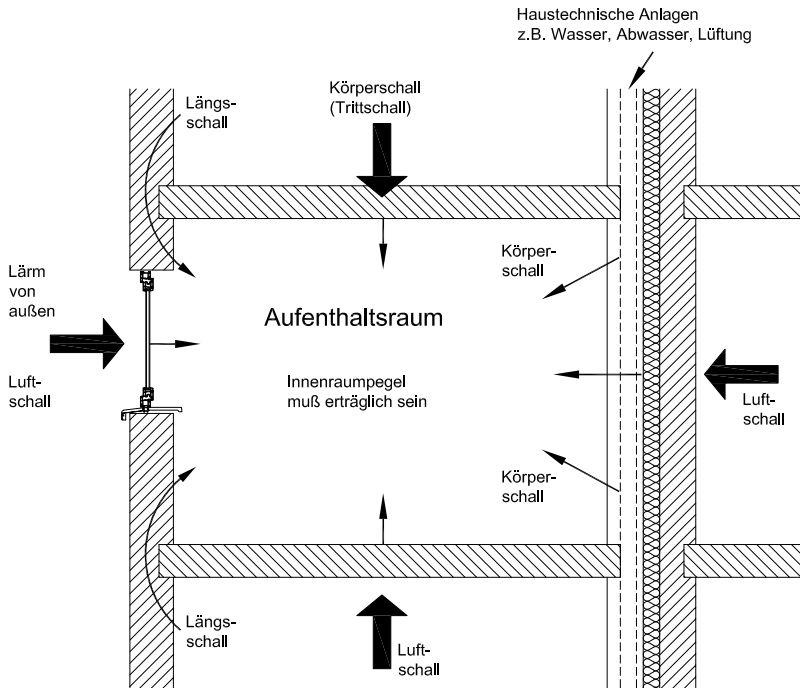 Haustechnische Anlagen
z.B. Wasser, Abwasser, Lüftung
Längs-
schall
Körperschall
(Trittschall)
Körper-
schall
Lärm
von
außen
Luft-
schall
Aufenthaltsraum
Innenraumpegel
muß erträglich sein
Luft-
schall
Körper-
schall
Längs-
schall
Luft-
schall